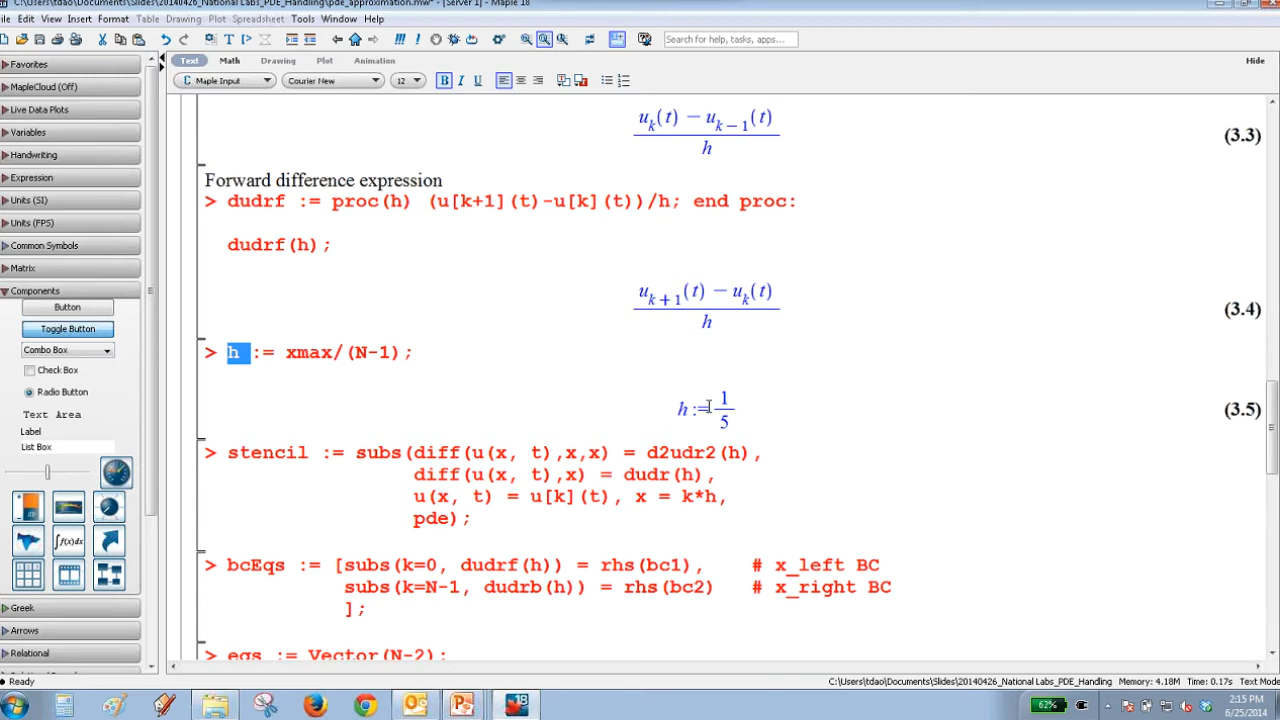 C:\Users\tdao\Documents\Slides\20140426_National Labs_PDE_Handling\pde_approximation.mw* - [Server 1] - Maple 18
Edit View Insert Format Table Drawing Plot Spreadsheet Tools Window Help
Search for help, tasks, apps...
Text Math Drawing Plot Animation Hide
Maple Input Courier New 12 B I U
Favorites
MapleCloud (Off)
Live Data Plots
Variables
Handwriting
Expression
Units (SI)
Units (FPS)
Common Symbols
Matrix
Components
Button
Toggle Button
Combo Box
Check Box
Radio Button
Text Area
Label
List Box
Greek
Arrows
Relational
Ready
u_k(t) − u_{k−1}(t)
h
(3.3)
Forward difference expression
> dudrf := proc(h) (u[k+1](t)-u[k](t))/h; end proc:
dudrf(h);
u_{k+1}(t) − u_k(t)
h
(3.4)
> h := xmax/(N-1);
h := 1/5
(3.5)
> stencil := subs(diff(u(x, t),x,x) = d2udr2(h),
diff(u(x, t),x) = dudr(h),
u(x, t) = u[k](t), x = k*h,
pde);
> bcEqs := [subs(k=0, dudrf(h)) = rhs(bc1), # x_left BC
subs(k=N-1, dudrb(h)) = rhs(bc2) # x_right BC
];
> eqs := Vector(N-2);
C:\Users\tdao\Documents\Slides\20140426_National Labs_PDE_Handling Memory: 4.18M Time: 0.17s Text Mode
62%
2:15 PM
6/25/2014